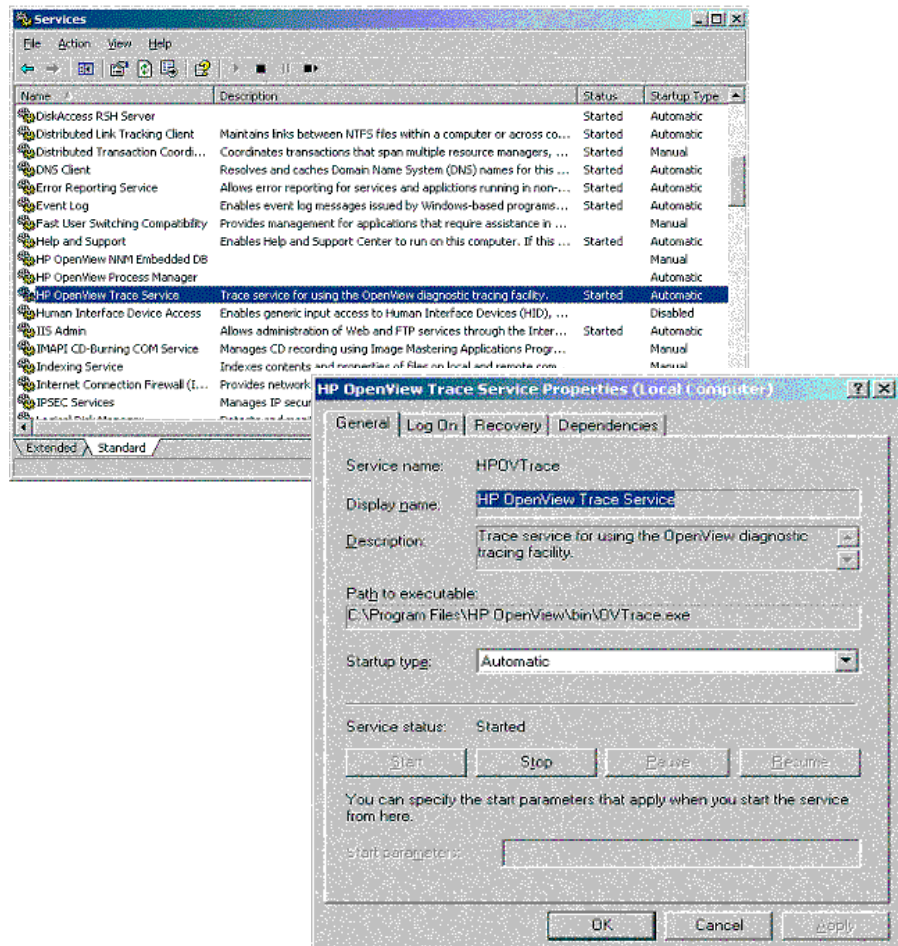 Services
File Action View Help
Name Description Status Startup Type
DiskAccess RSH Server Started Automatic
Distributed Link Tracking Client Maintains links between NTFS files within a computer or across co... Started Automatic
Distributed Transaction Coordi... Coordinates transactions that span multiple resource managers, ... Started Manual
DNS Client Resolves and caches Domain Name System (DNS) names for this ... Started Automatic
Error Reporting Service Allows error reporting for services and applictions running in non-... Started Automatic
Event Log Enables event log messages issued by Windows-based programs... Started Automatic
Fast User Switching Compatibility Provides management for applications that require assistance in ... Manual
Help and Support Enables Help and Support Center to run on this computer. If this ... Started Automatic
HP OpenView NNM Embedded DB Manual
HP OpenView Process Manager Automatic
HP OpenView Trace Service Trace service for using the OpenView diagnostic tracing facility. Started Automatic
Human Interface Device Access Enables generic input access to Human Interface Devices (HID), ... Disabled
IIS Admin Allows administration of Web and FTP services through the Inter... Started Automatic
IMAPI CD-Burning COM Service Manages CD recording using Image Mastering Applications Progr... Manual
Indexing Service Indexes contents and properties of files on local and remote com... Manual
Internet Connection Firewall (I... Provides network
IPSEC Services Manages IP secur
Logical Disk Manager
Extended Standard
HP OpenView Trace Service Properties (Local Computer)
General Log On Recovery Dependencies
Service name: HPOVTrace
Display name: HP OpenView Trace Service
Description: Trace service for using the OpenView diagnostic
tracing facility.
Path to executable:
C:\Program Files\HP OpenView\bin\OVTrace.exe
Startup type: Automatic
Service status: Started
Start Stop Pause Resume
You can specify the start parameters that apply when you start the service
from here.
Start parameters:
OK Cancel Apply